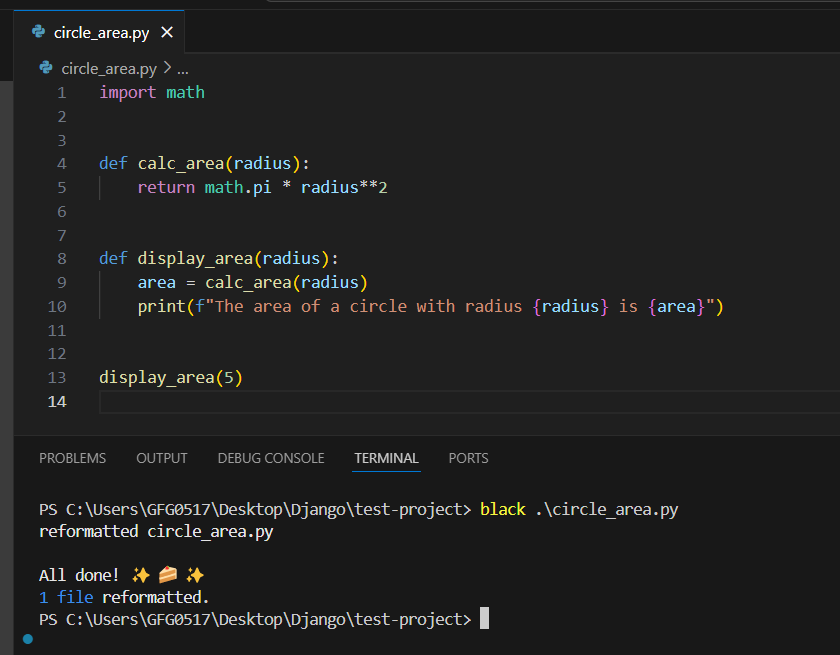 circle_area.py
circle_area.py > ...
1 import math
2
3
4 def calc_area(radius):
5     return math.pi * radius**2
6
7
8 def display_area(radius):
9     area = calc_area(radius)
10     print(f"The area of a circle with radius {radius} is {area}")
11
12
13 display_area(5)
14
PROBLEMS OUTPUT DEBUG CONSOLE TERMINAL PORTS
PS C:\Users\GFG0517\Desktop\Django\test-project> black .\circle_area.py
reformatted circle_area.py
All done! ✨ 🍰 ✨
1 file reformatted.
PS C:\Users\GFG0517\Desktop\Django\test-project>